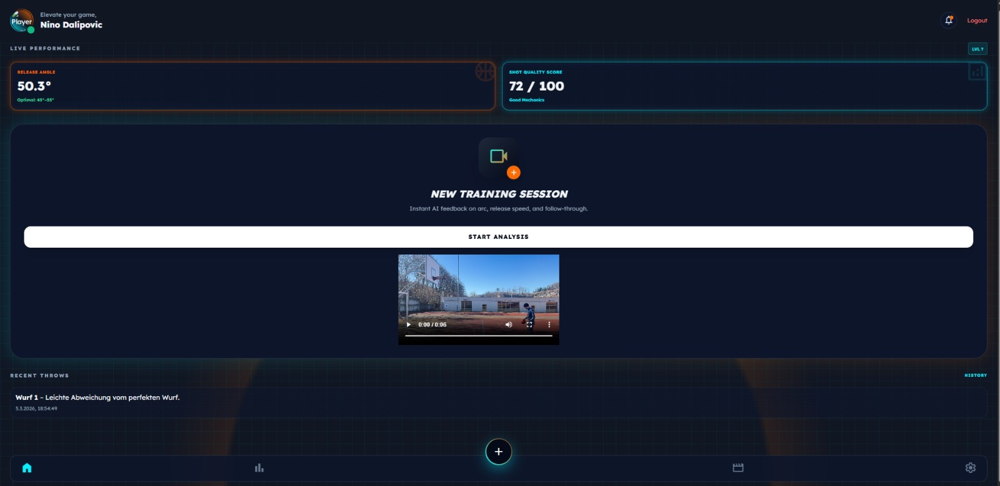 Player
Elevate your game,
Nino Dalipovic
Logout
LIVE PERFORMANCE
LVL ?
RELEASE ANGLE
50.3°
Optimal: 45°–55°
SHOT QUALITY SCORE
72 / 100
Good Mechanics
NEW TRAINING SESSION
Instant AI feedback on arc, release speed, and follow-through.
START ANALYSIS
0:00 / 0:06
RECENT THROWS
HISTORY
Wurf 1 – Leichte Abweichung vom perfekten Wurf.
5.3.2026, 18:54:49